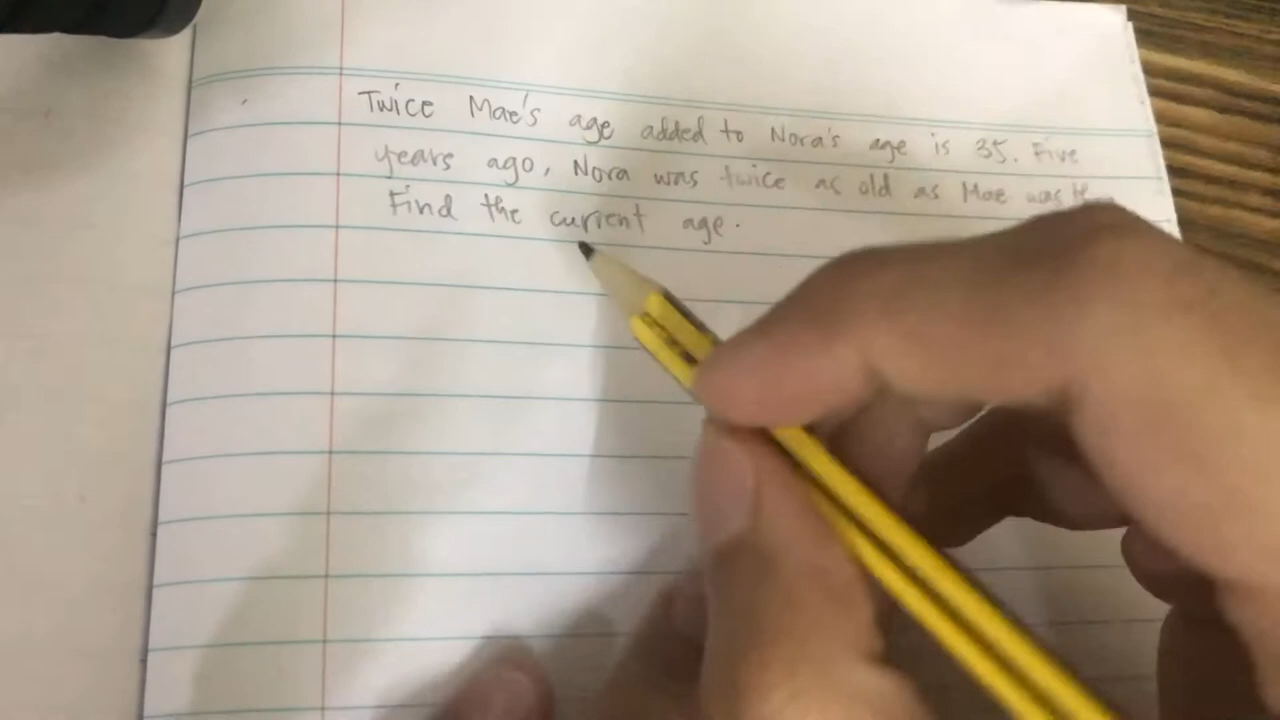 Twice Mae's age added to Nora's age is 35. Five
years ago, Nora was twice as old as Mae was
Find the current age.